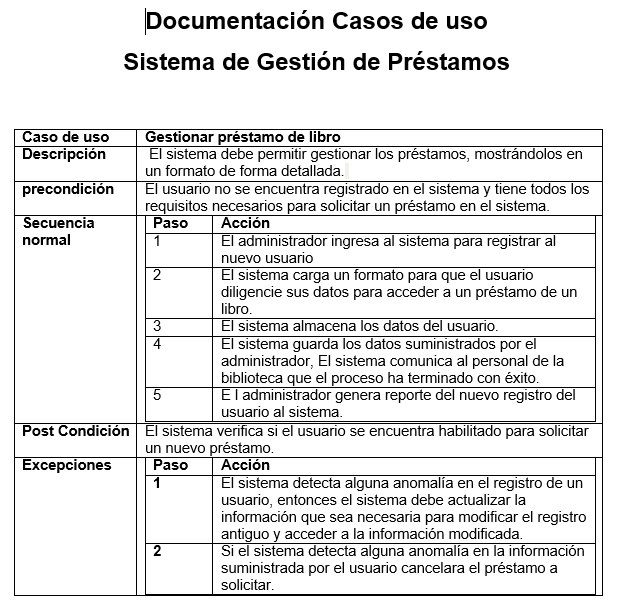 Documentación Casos de uso
Sistema de Gestión de Préstamos
Caso de uso
Gestionar préstamo de libro
Descripción
El sistema debe permitir gestionar los préstamos, mostrándolos en
un formato de forma detallada.
precondición
El usuario no se encuentra registrado en el sistema y tiene todos los
requisitos necesarios para solicitar un préstamo en el sistema.
Secuencia
normal
Paso
Acción
1
El administrador ingresa al sistema para registrar al
nuevo usuario
2
El sistema carga un formato para que el usuario
diligencie sus datos para acceder a un préstamo de un
libro.
3
El sistema almacena los datos del usuario.
4
El sistema guarda los datos suministrados por el
administrador, El sistema comunica al personal de la
biblioteca que el proceso ha terminado con éxito.
5
E l administrador genera reporte del nuevo registro del
usuario al sistema.
Post Condición
El sistema verifica si el usuario se encuentra habilitado para solicitar
un nuevo préstamo.
Excepciones
Paso
Acción
1
El sistema detecta alguna anomalía en el registro de un
usuario, entonces el sistema debe actualizar la
información que sea necesaria para modificar el registro
antiguo y acceder a la información modificada.
2
Si el sistema detecta alguna anomalía en la información
suministrada por el usuario cancelara el préstamo a
solicitar.